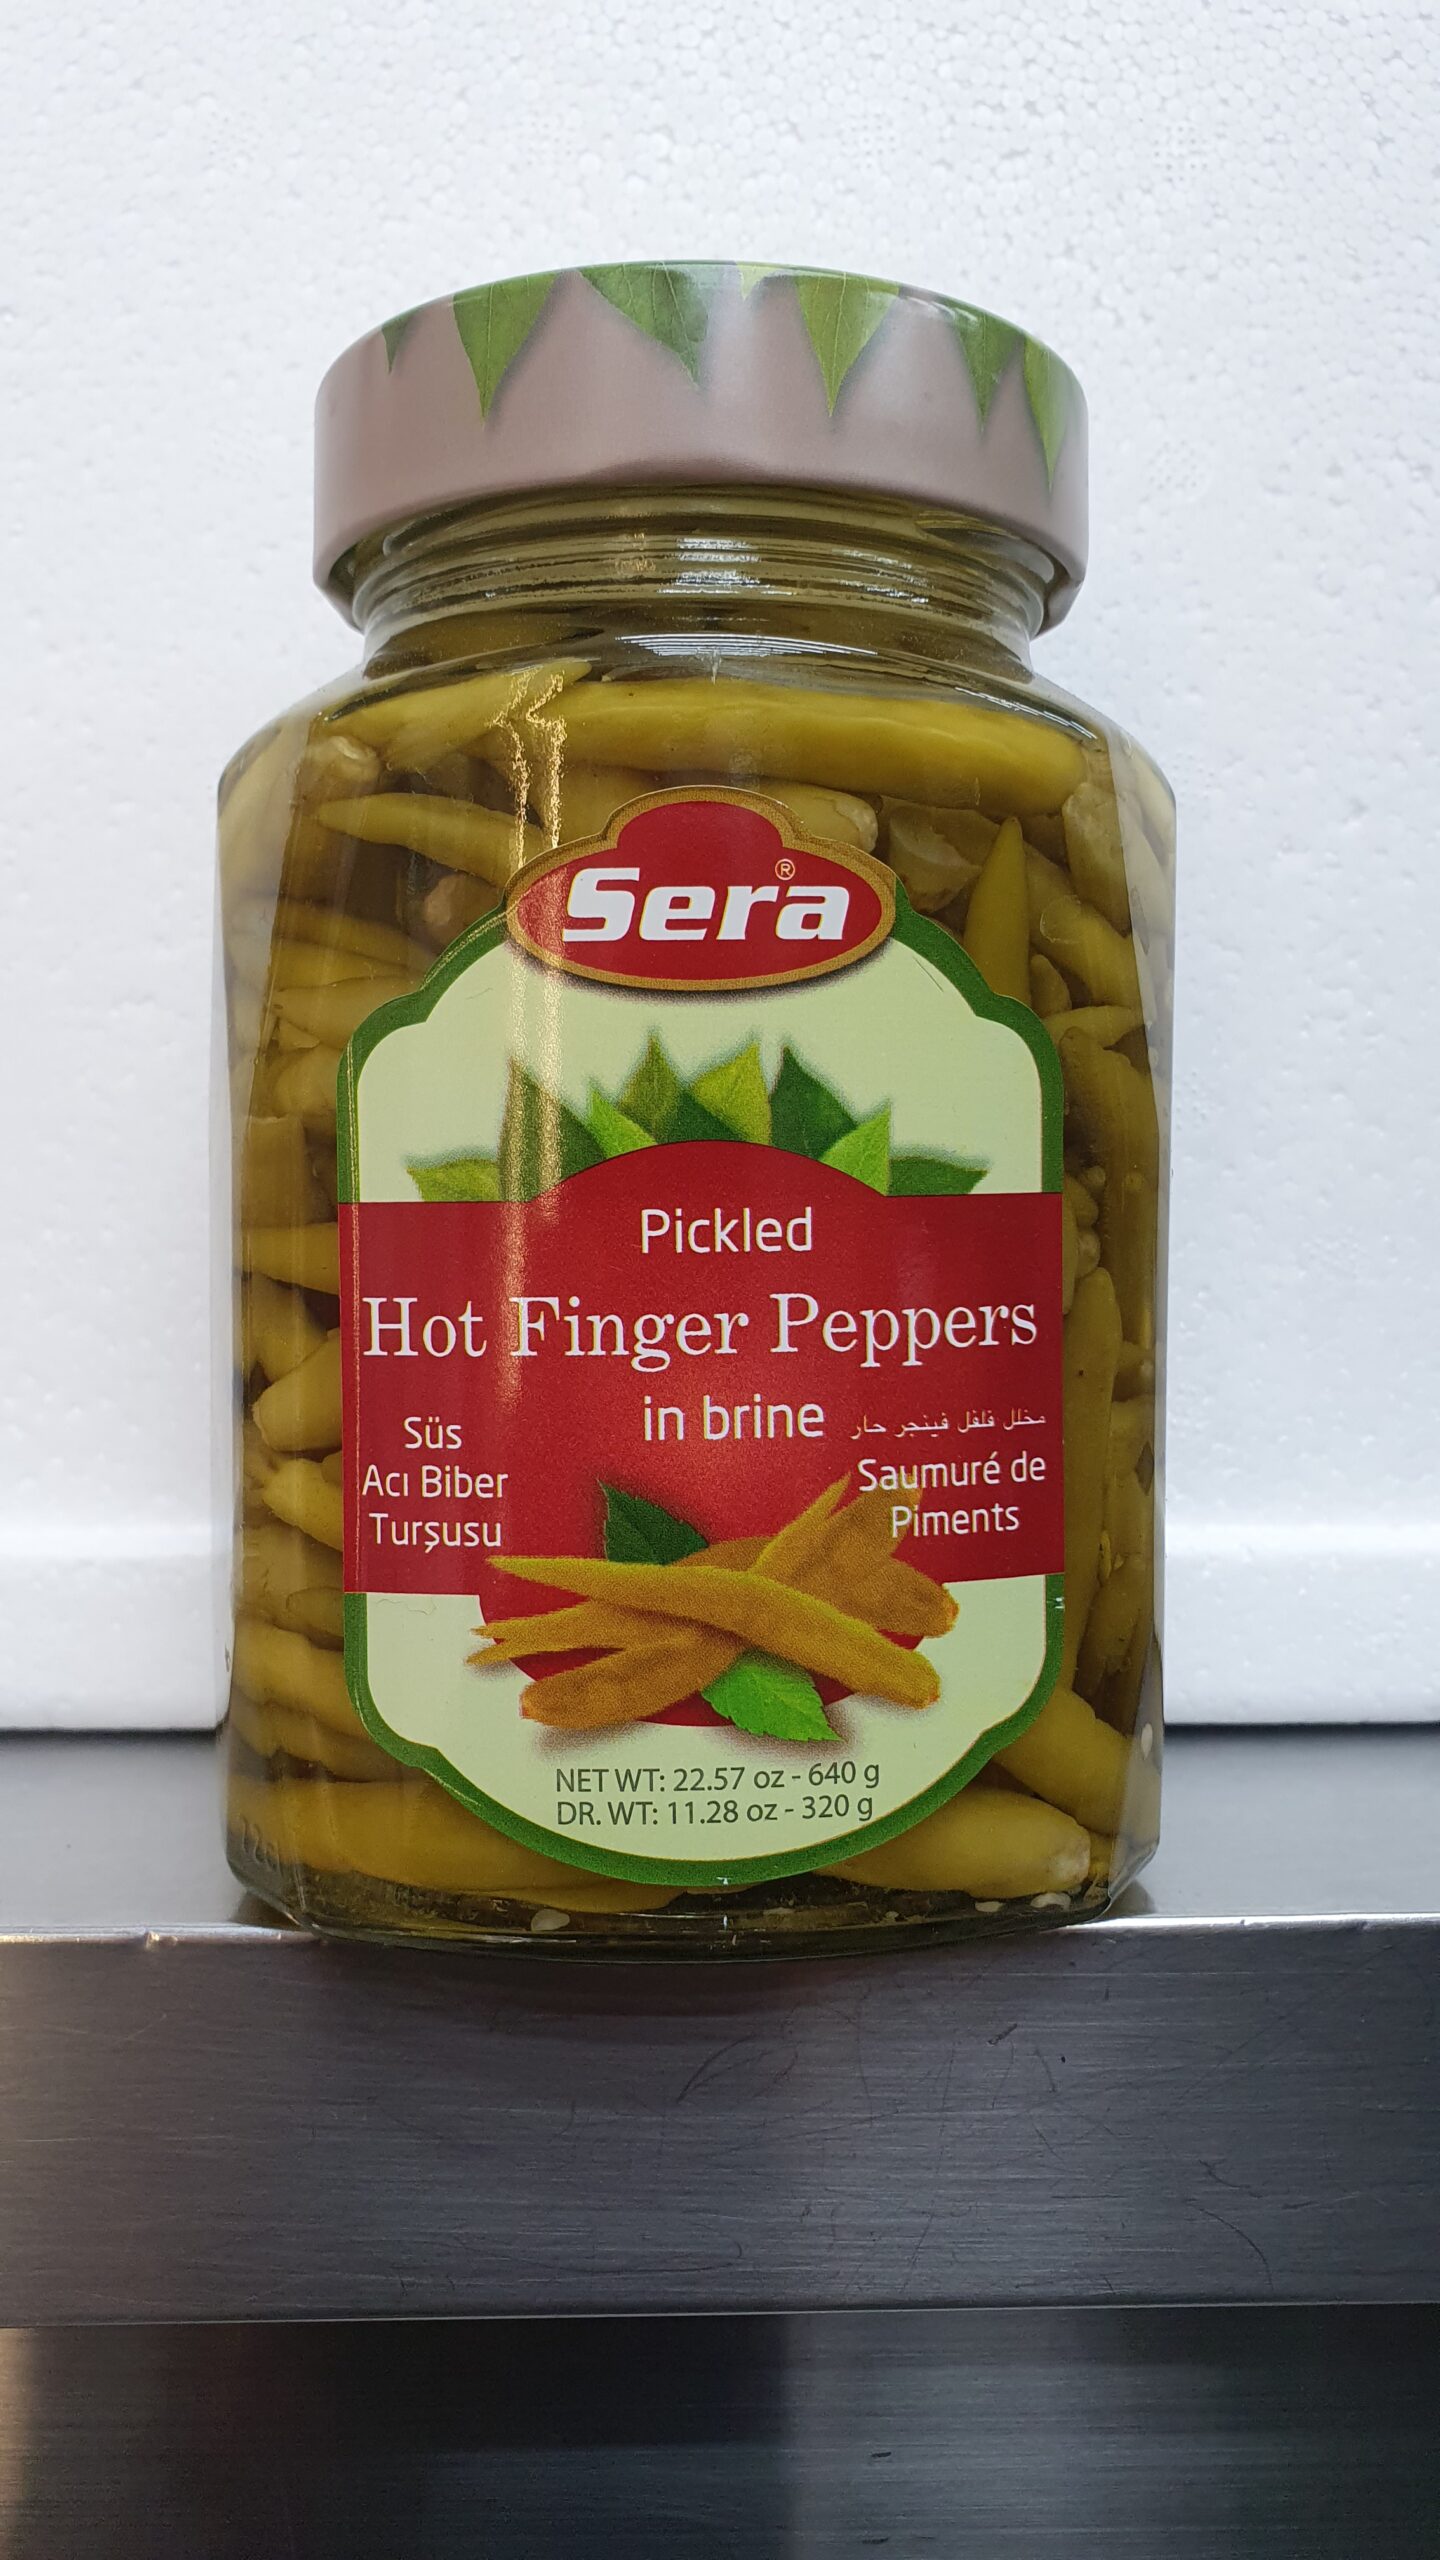 Sera®
Pickled
Hot Finger Peppers
in brine
Süs
Acı Biber
Turşusu
مخلل فلفل فينجر حار
Saumuré de
Piments
NET WT: 22.57 oz - 640 g
DR. WT: 11.28 oz - 320 g